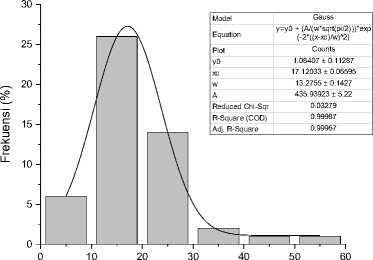 30
25
20
15
10
5
0
Frekuensi (%)
0 10 20 30 40 50 60
Model Gauss
Equation y=y0 + (A/(w*sqrt(pi/2)))*exp
(-2*((x-xc)/w)^2)
Plot Counts
y0 1.06407 ± 0.11287
xc 17.12033 ± 0.06595
w 13.2755 ± 0.1427
A 435.93923 ± 5.22
Reduced Chi-Sqr 0.03279
R-Square (COD) 0.99987
Adj. R-Square 0.99967